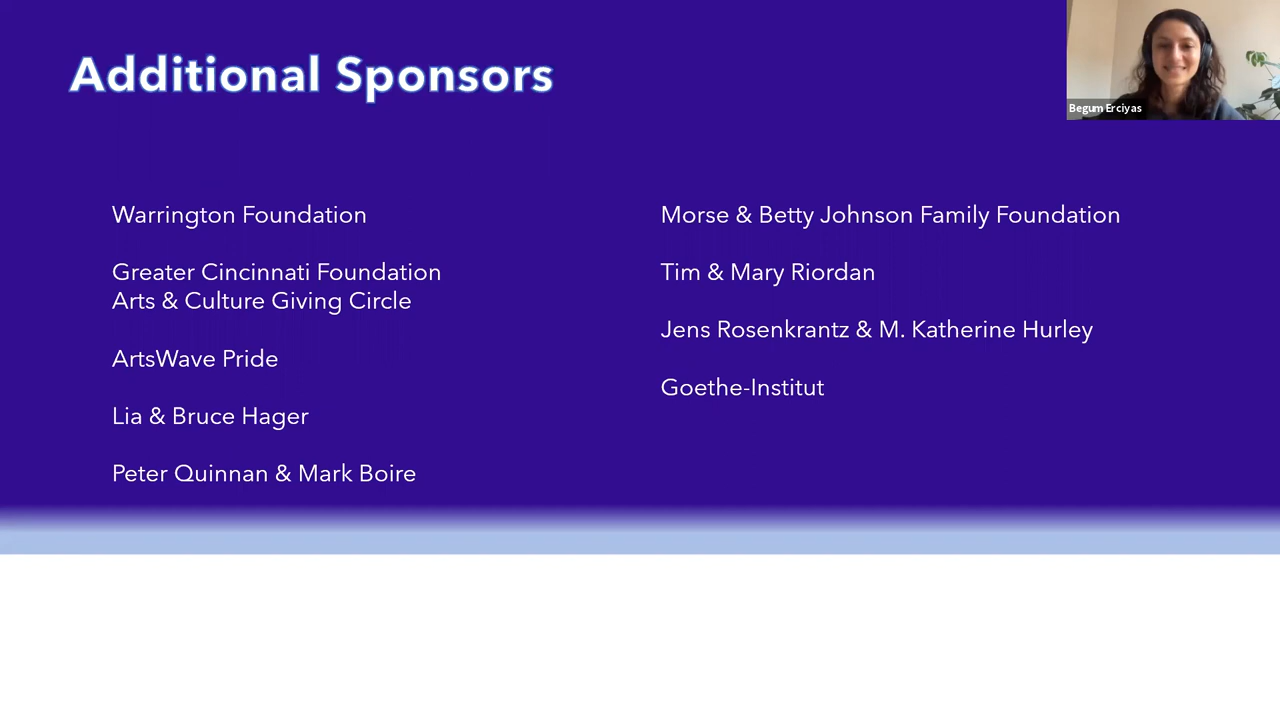 Additional Sponsors
Begum Erciyas
Warrington Foundation
Greater Cincinnati Foundation
Arts & Culture Giving Circle
ArtsWave Pride
Lia & Bruce Hager
Peter Quinnan & Mark Boire
Morse & Betty Johnson Family Foundation
Tim & Mary Riordan
Jens Rosenkrantz & M. Katherine Hurley
Goethe-Institut